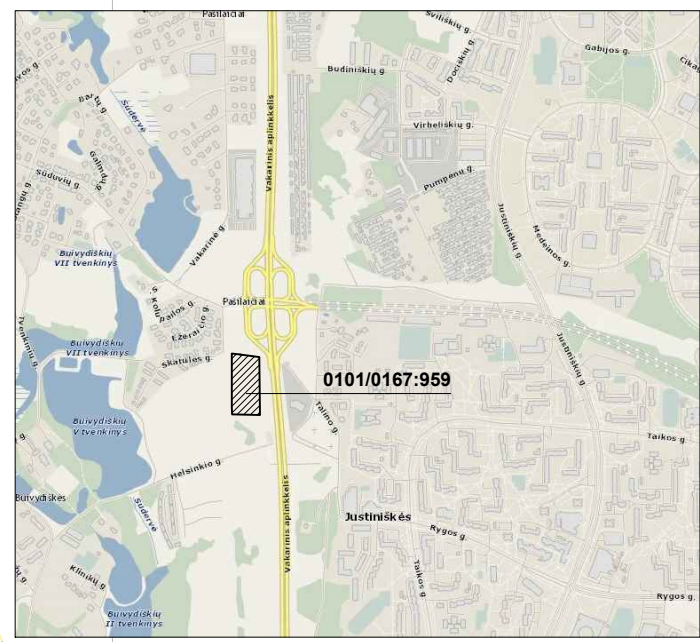 Pašilaičiai
Sviliškių g.
Gabijos g.
Dociškių g.
Budiniškių g.
Sudervė
Virbeliškių g.
Galindų g.
Vakarinis aplinkkelis
Pumpėnų g.
Sūduvių g.
Justiniškių g.
Medeinos g.
Vakarinė g.
Buivydiškių
VII tvenkinys
Pašilaičiai
Ežeraičio g.
Skatulės g.
Tvenkinių g.
Buivydiškių
VII tvenkinys
Justiniškių g.
0101/0167:959
Talino g.
Buivydiškių
V tvenkinys
Taikos g.
Helsinkio g.
Vakarinis aplinkkelis
Buivydiškės
Sudervė
Justiniškės
Rygos g.
Klinikų g.
Taikos g.
Rygos g.
Buivydiškių
II tvenkinys